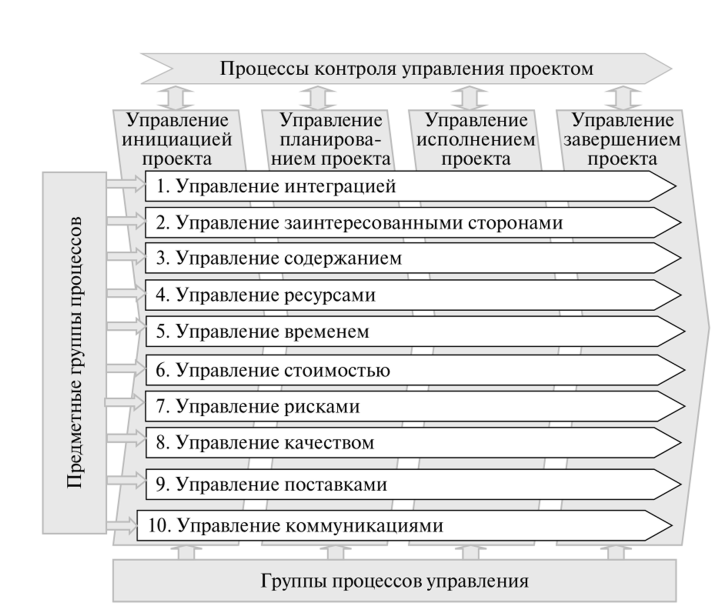 Процессы контроля управления проектом
Управление
инициацией
проекта
Управление
планирова-
нием проекта
Управление
исполнением
проекта
Управление
завершением
проекта
Предметные группы процессов
1. Управление интеграцией
2. Управление заинтересованными сторонами
3. Управление содержанием
4. Управление ресурсами
5. Управление временем
6. Управление стоимостью
7. Управление рисками
8. Управление качеством
9. Управление поставками
10. Управление коммуникациями
Группы процессов управления